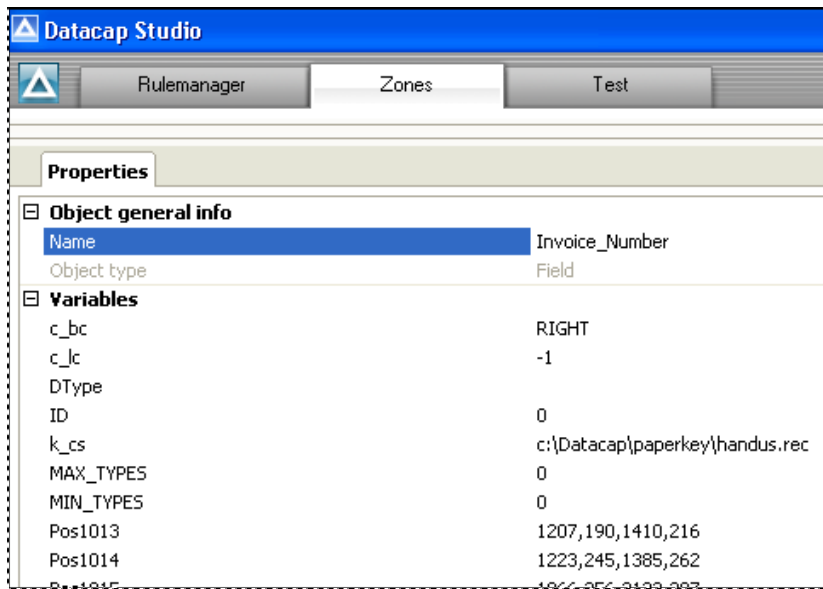 Datacap Studio
Rulemanager Zones Test
Properties
Object general info
Name Invoice_Number
Object type Field
Variables
c_bc RIGHT
c_lc -1
DType
ID 0
k_cs c:\Datacap\paperkey\handus.rec
MAX_TYPES 0
MIN_TYPES 0
Pos1013 1207,190,1410,216
Pos1014 1223,245,1385,262